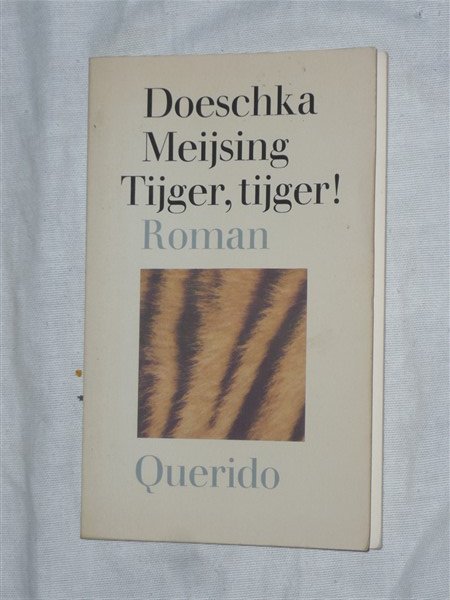 Doeschka
Meijsing
Tijger, tijger!
Roman
Querido